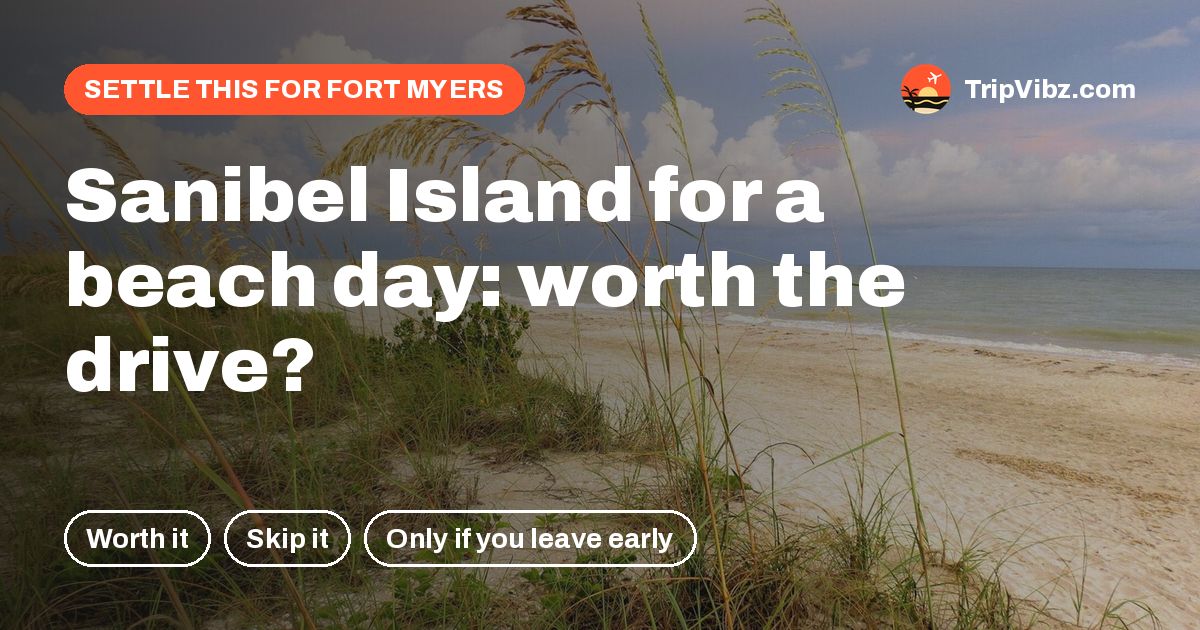 SETTLE THIS FOR FORT MYERS
TripVibz.com
Sanibel Island for a
beach day: worth the
drive?
Worth it
Skip it
Only if you leave early